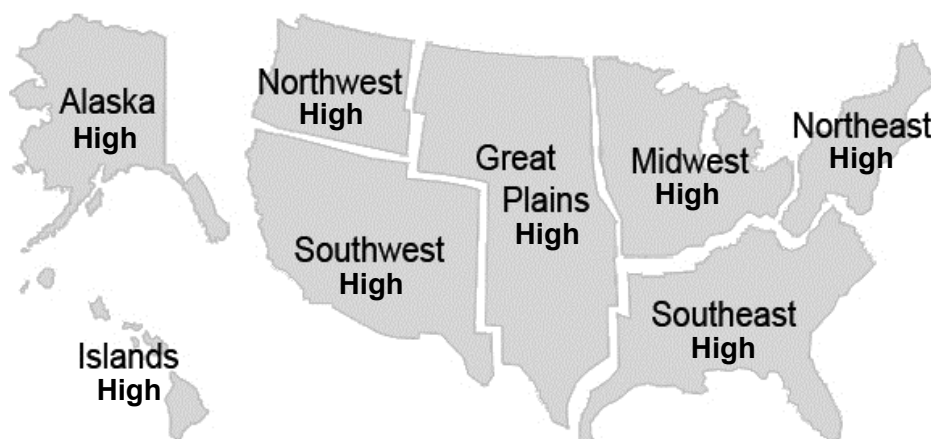 Alaska
High
Northwest
High
Great
Plains
High
Midwest
High
Northeast
High
Southwest
High
Southeast
High
Islands
High